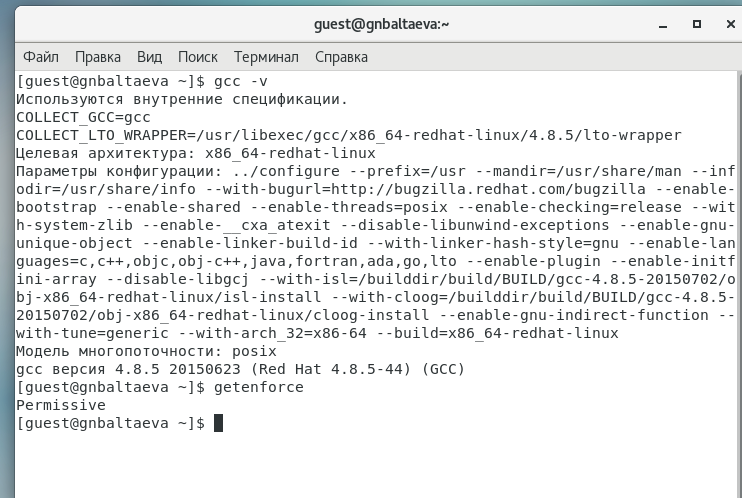 guest@gnbaltaeva:~
Файл Правка Вид Поиск Терминал Справка
[guest@gnbaltaeva ~]$ gcc -v
Используются внутренние спецификации.
COLLECT_GCC=gcc
COLLECT_LTO_WRAPPER=/usr/libexec/gcc/x86_64-redhat-linux/4.8.5/lto-wrapper
Целевая архитектура: x86_64-redhat-linux
Параметры конфигурации: ../configure --prefix=/usr --mandir=/usr/share/man --inf
odir=/usr/share/info --with-bugurl=http://bugzilla.redhat.com/bugzilla --enable-
bootstrap --enable-shared --enable-threads=posix --enable-checking=release --wit
h-system-zlib --enable-__cxa_atexit --disable-libunwind-exceptions --enable-gnu-
unique-object --enable-linker-build-id --with-linker-hash-style=gnu --enable-lan
guages=c,c++,objc,obj-c++,java,fortran,ada,go,lto --enable-plugin --enable-initf
ini-array --disable-libgcj --with-isl=/builddir/build/BUILD/gcc-4.8.5-20150702/o
bj-x86_64-redhat-linux/isl-install --with-cloog=/builddir/build/BUILD/gcc-4.8.5-
20150702/obj-x86_64-redhat-linux/cloog-install --enable-gnu-indirect-function --
with-tune=generic --with-arch_32=x86-64 --build=x86_64-redhat-linux
Модель многопоточности: posix
gcc версия 4.8.5 20150623 (Red Hat 4.8.5-44) (GCC)
[guest@gnbaltaeva ~]$ getenforce
Permissive
[guest@gnbaltaeva ~]$